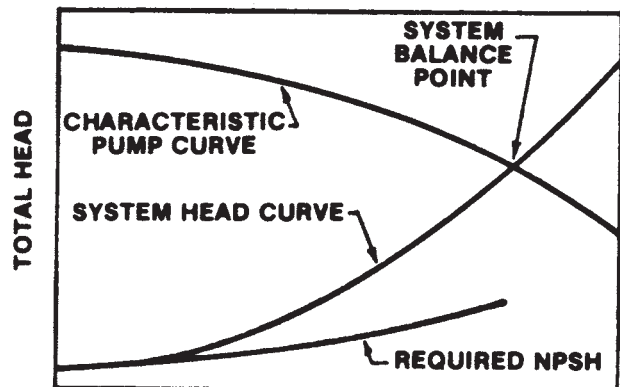 SYSTEM
BALANCE
POINT
CHARACTERISTIC
PUMP CURVE
SYSTEM HEAD CURVE
REQUIRED NPSH
TOTAL HEAD